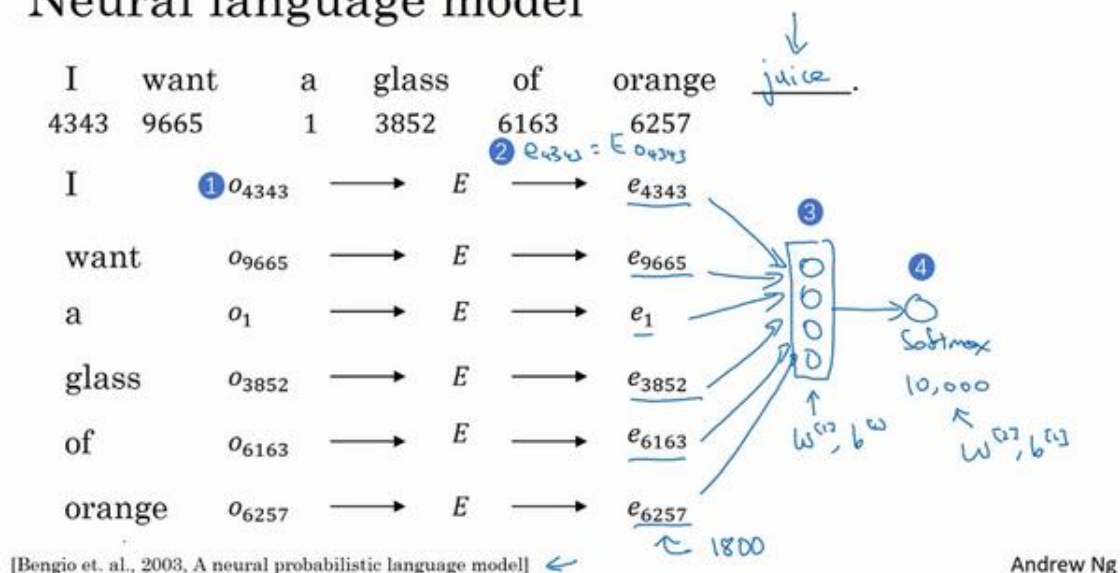 Neural language model
I want a glass of orange juice.
4343 9665 1 3852 6163 6257
2 e4343 = E o4343
I 1 o4343 → E → e4343
3
want o9665 → E → e9665
4
a o1 → E → e1
Softmax
glass o3852 → E → e3852
10,000
W[1], b[1]
W[2], b[2]
of o6163 → E → e6163
orange o6257 → E → e6257
1800
[Bengio et. al., 2003, A neural probabilistic language model]
Andrew Ng